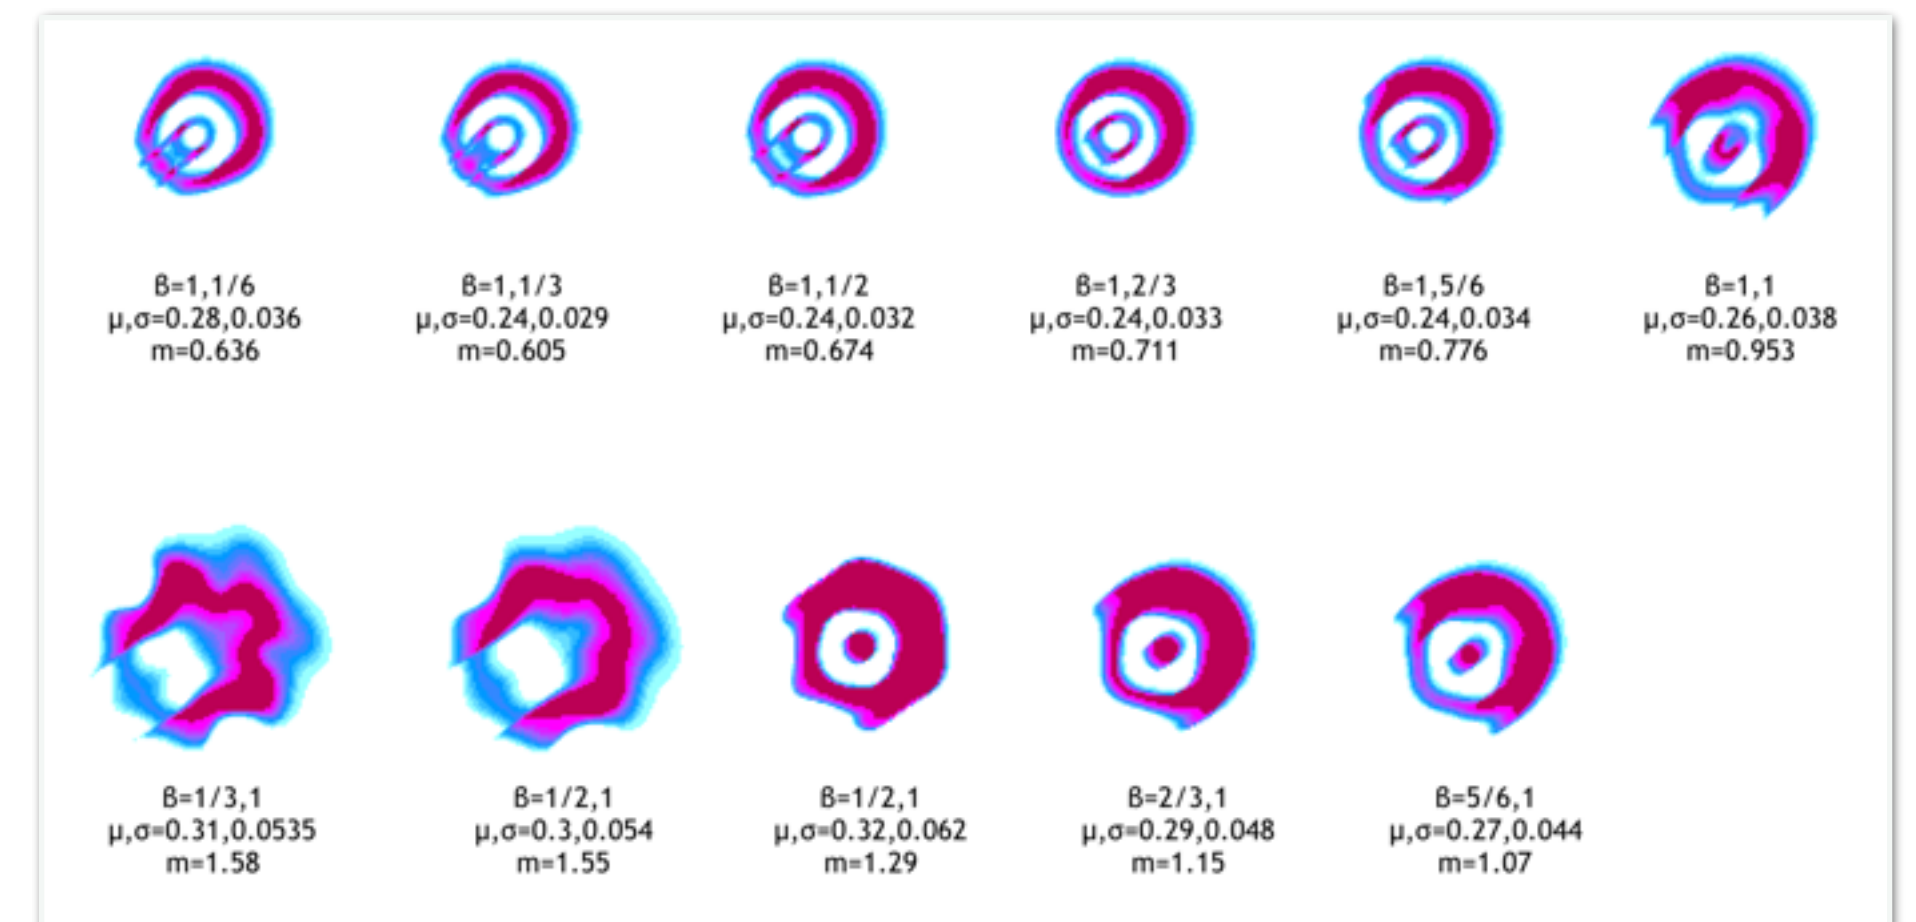 β=1,1/6
μ,σ=0.28,0.036
m=0.636
β=1,1/3
μ,σ=0.24,0.029
m=0.605
β=1,1/2
μ,σ=0.24,0.032
m=0.674
β=1,2/3
μ,σ=0.24,0.033
m=0.711
β=1,5/6
μ,σ=0.24,0.034
m=0.776
β=1,1
μ,σ=0.26,0.038
m=0.953
β=1/3,1
μ,σ=0.31,0.0535
m=1.58
β=1/2,1
μ,σ=0.3,0.054
m=1.55
β=1/2,1
μ,σ=0.32,0.062
m=1.29
β=2/3,1
μ,σ=0.29,0.048
m=1.15
β=5/6,1
μ,σ=0.27,0.044
m=1.07